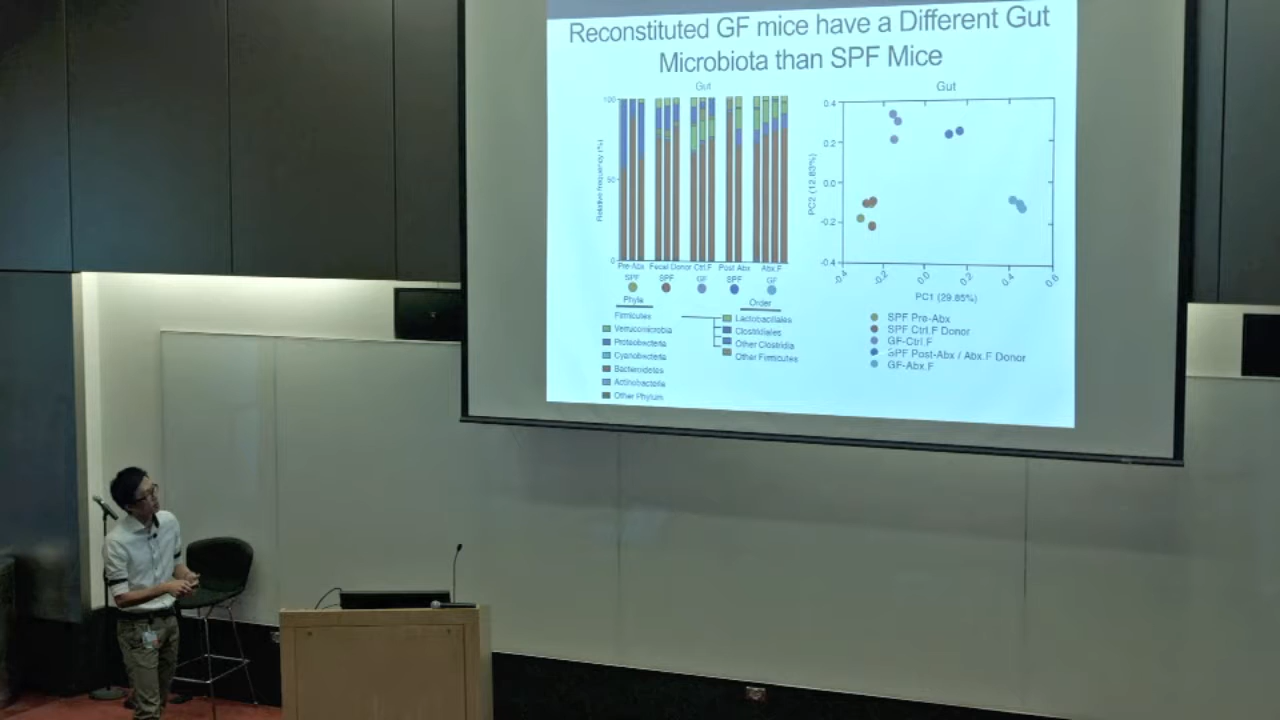 Reconstituted GF mice have a Different Gut
Microbiota than SPF Mice
Gut
100
50
0
Relative frequency (%)
Pre-Abx Fecal Donor Ctrl.F Post Abx Abx.F
SPF SPF GF SPF GF
Phyla
Firmicutes
Verrucomicrobia
Proteobacteria
Cyanobacteria
Bacteroidetes
Actinobacteria
Other Phylum
Order
Lactobacillales
Clostridiales
Other Clostridia
Other Firmicutes
Gut
0.4
0.2
0.0
-0.2
-0.4
PC2 (12.83%)
-0.2 0.0 0.2 0.4 0.6
PC1 (29.85%)
SPF Pre-Abx
SPF Ctrl.F Donor
GF-Ctrl.F
SPF Post-Abx / Abx.F Donor
GF-Abx.F